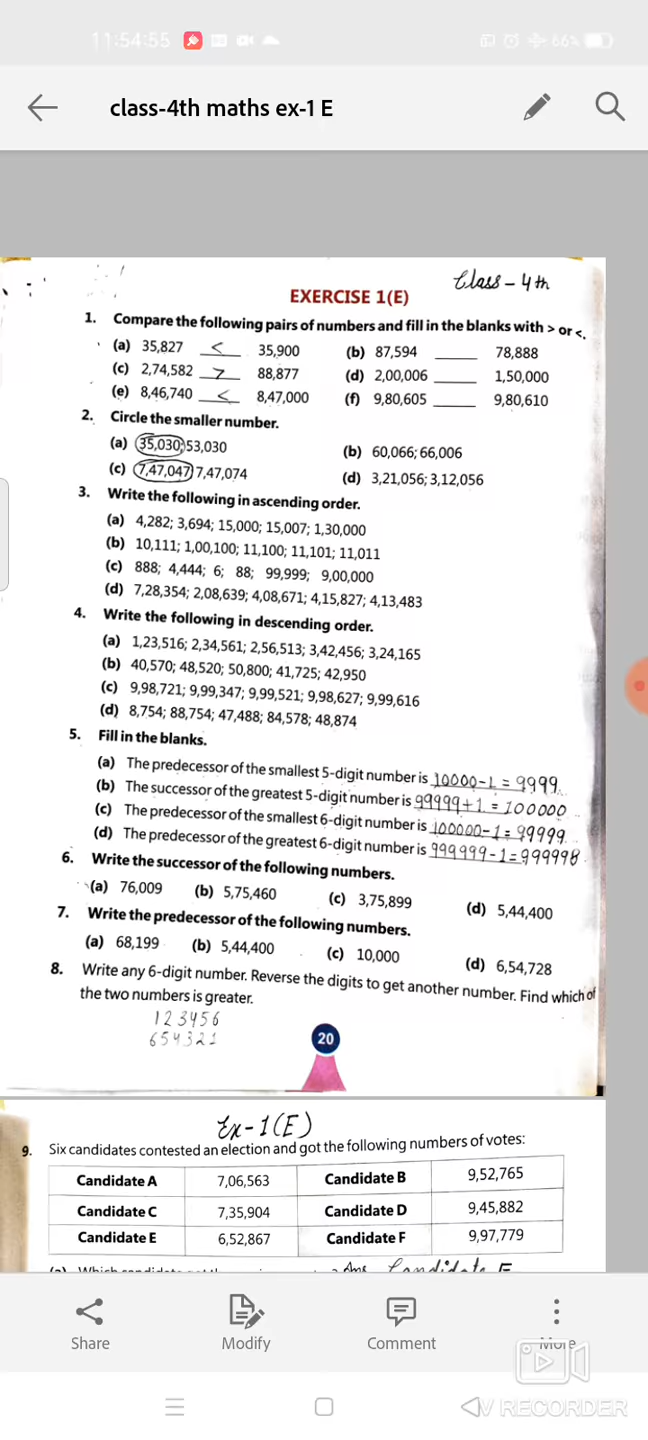 11:54:55
66%
class-4th maths ex-1 E
Class - 4th
EXERCISE 1(E)
1. Compare the following pairs of numbers and fill in the blanks with > or <.
(a) 35,827 < 35,900 (b) 87,594 ____ 78,888
(c) 2,74,582 > 88,877 (d) 2,00,006 ____ 1,50,000
(e) 8,46,740 < 8,47,000 (f) 9,80,605 ____ 9,80,610
2. Circle the smaller number.
(a) 35,030; 53,030 (b) 60,066; 66,006
(c) 7,47,047; 7,47,074 (d) 3,21,056; 3,12,056
3. Write the following in ascending order.
(a) 4,282; 3,694; 15,000; 15,007; 1,30,000
(b) 10,111; 1,00,100; 11,100; 11,101; 11,011
(c) 888; 4,444; 6; 88; 99,999; 9,00,000
(d) 7,28,354; 2,08,639; 4,08,671; 4,15,827; 4,13,483
4. Write the following in descending order.
(a) 1,23,516; 2,34,561; 2,56,513; 3,42,456; 3,24,165
(b) 40,570; 48,520; 50,800; 41,725; 42,950
(c) 9,98,721; 9,99,347; 9,99,521; 9,98,627; 9,99,616
(d) 8,754; 88,754; 47,488; 84,578; 48,874
5. Fill in the blanks.
(a) The predecessor of the smallest 5-digit number is 10000-1 = 9999.
(b) The successor of the greatest 5-digit number is 99999+1 = 100000
(c) The predecessor of the smallest 6-digit number is 100000-1 = 99999.
(d) The predecessor of the greatest 6-digit number is 999999-1=999998.
6. Write the successor of the following numbers.
(a) 76,009 (b) 5,75,460 (c) 3,75,899 (d) 5,44,400
7. Write the predecessor of the following numbers.
(a) 68,199 (b) 5,44,400 (c) 10,000 (d) 6,54,728
8. Write any 6-digit number. Reverse the digits to get another number. Find which of
the two numbers is greater.
123456
654321
20
Ex-1(E)
9. Six candidates contested an election and got the following numbers of votes:
Candidate A 7,06,563 Candidate B 9,52,765
Candidate C 7,35,904 Candidate D 9,45,882
Candidate E 6,52,867 Candidate F 9,97,779
(a) Which Ans Candidate F
Share Modify Comment More
V RECORDER